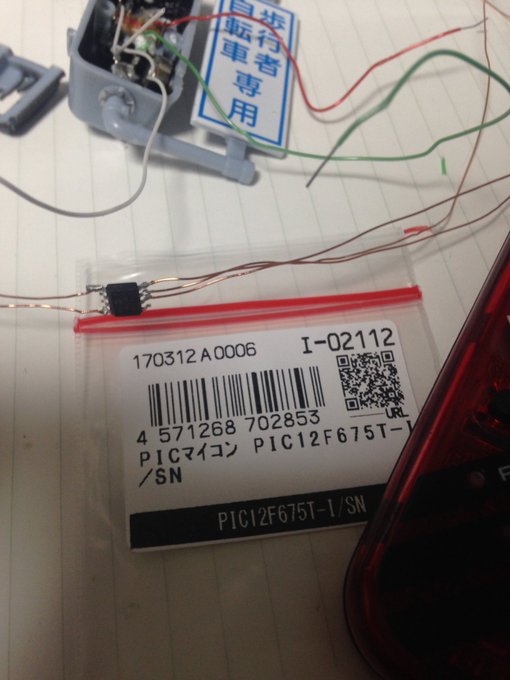 歩行者
自転車 専用
170312A0006
I-02112
4 571268 702853
URL
PICマイコン PIC12F675T-I
/SN
PIC12F675T-I/SN